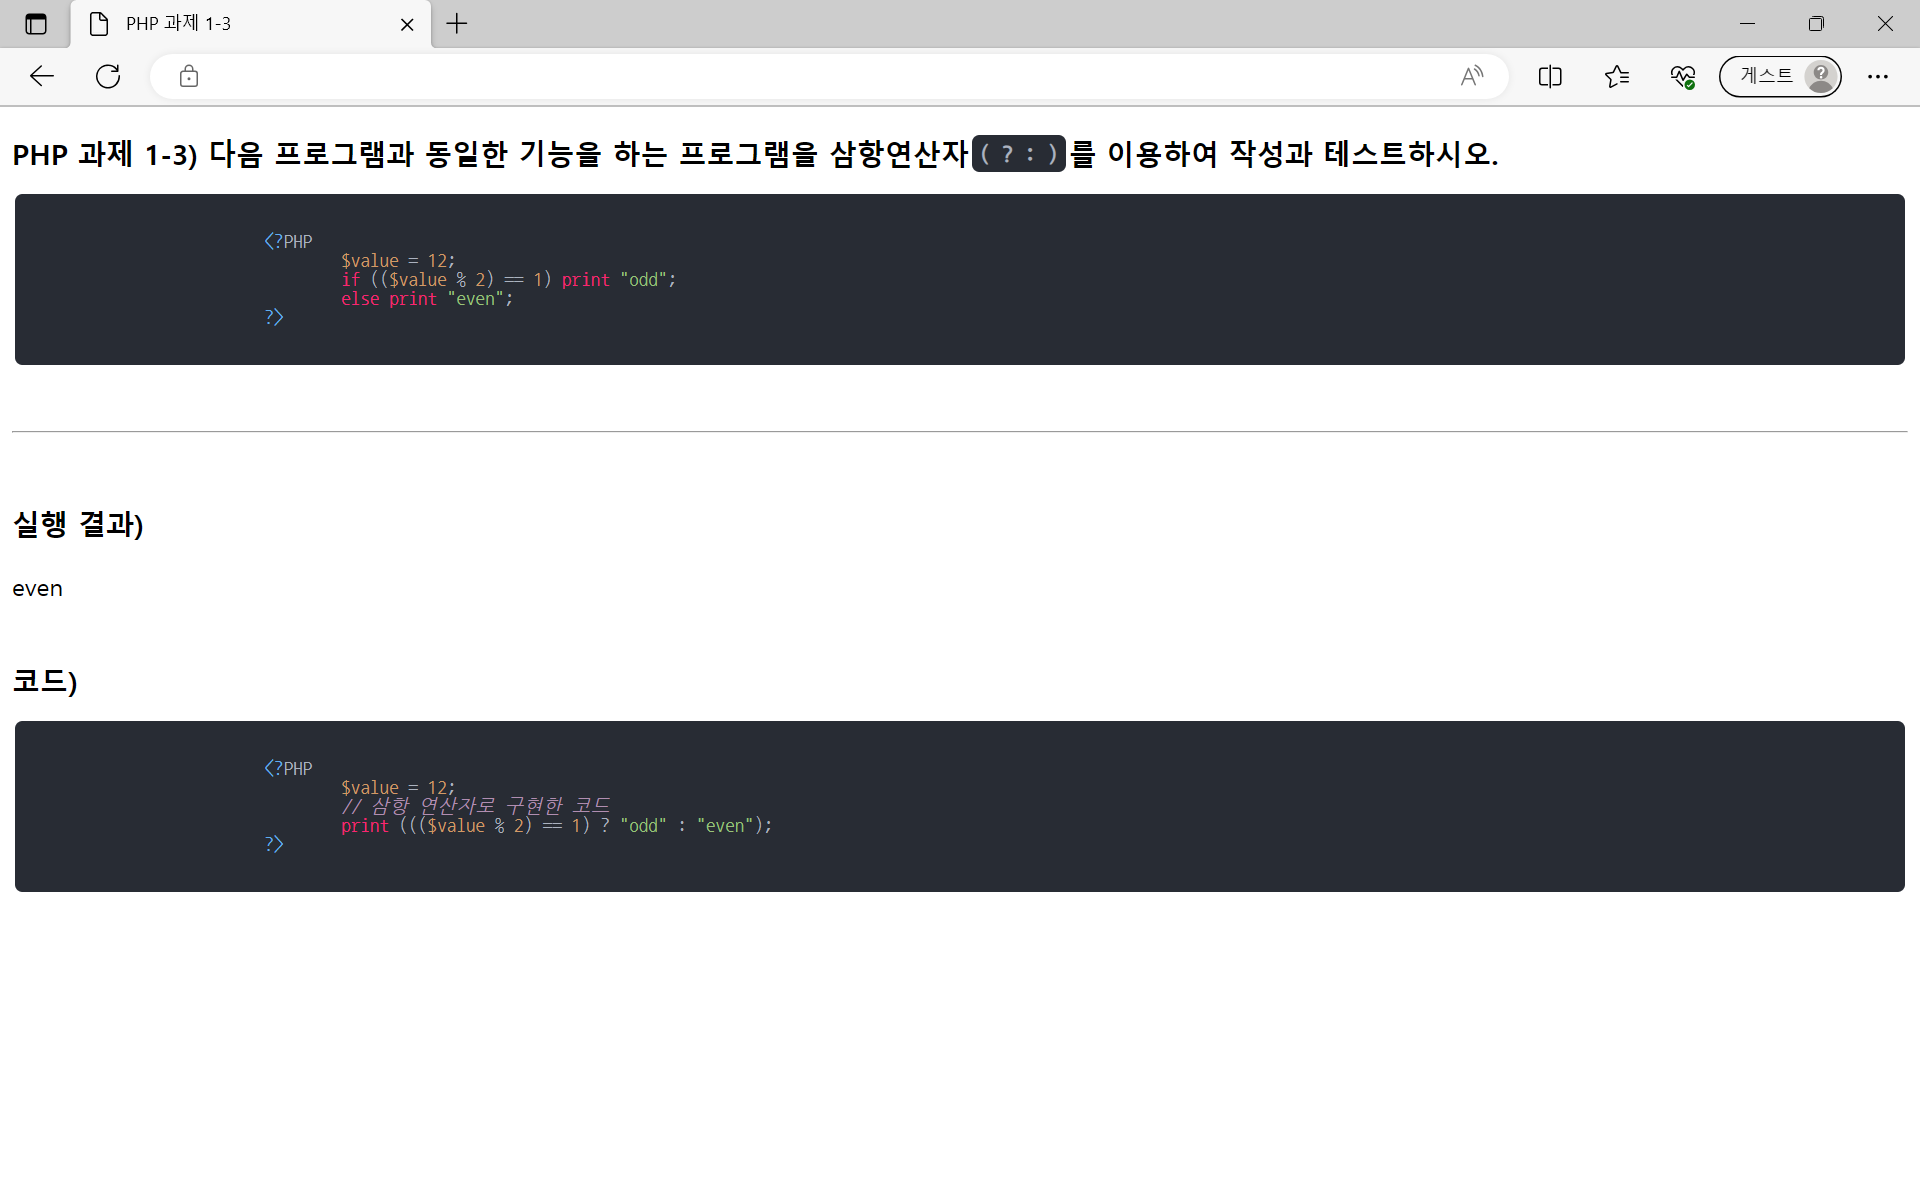 PHP 과제 1-3
게스트
PHP 과제 1-3) 다음 프로그램과 동일한 기능을 하는 프로그램을 삼항연산자( ? : )를 이용하여 작성과 테스트하시오.
<?PHP
$value = 12;
if (($value % 2) == 1) print "odd";
else print "even";
?>
실행 결과)
even
코드)
<?PHP
$value = 12;
// 삼항 연산자로 구현한 코드
print ((($value % 2) == 1) ? "odd" : "even");
?>